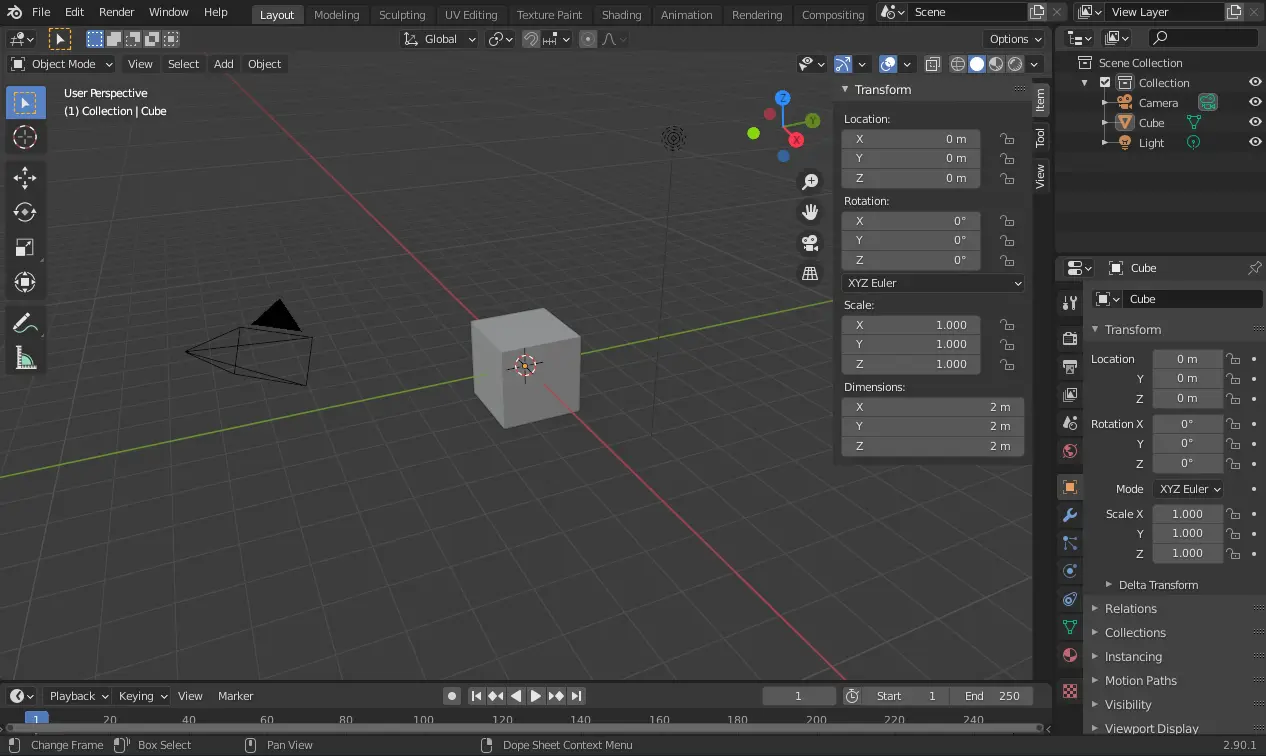 File Edit Render Window Help Layout Modeling Sculpting UV Editing Texture Paint Shading Animation Rendering Compositing Scene View Layer
Global Options
Object Mode View Select Add Object
User Perspective
(1) Collection | Cube
Z
Y
X
Transform
Location:
X 0 m
Y 0 m
Z 0 m
Rotation:
X 0°
Y 0°
Z 0°
XYZ Euler
Scale:
X 1.000
Y 1.000
Z 1.000
Dimensions:
X 2 m
Y 2 m
Z 2 m
Item
Tool
View
Scene Collection
Collection
Camera
Cube
Light
Cube
Cube
Transform
Location 0 m
Y 0 m
Z 0 m
Rotation X 0°
Y 0°
Z 0°
Mode XYZ Euler
Scale X 1.000
Y 1.000
Z 1.000
Delta Transform
Relations
Collections
Instancing
Motion Paths
Visibility
Viewport Display
Playback Keying View Marker 1 Start 1 End 250
1 20 40 60 80 100 120 140 160 180 200 220 240
Change Frame Box Select Pan View Dope Sheet Context Menu 2.90.1